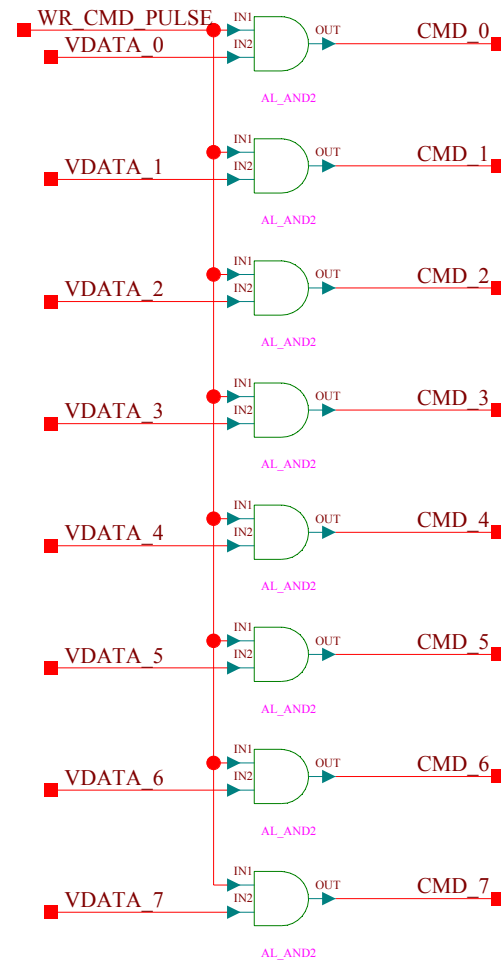 WR_CMD_PULSE IN1 CMD_0
VDATA_0 IN2 OUT
AL_AND2
IN1 CMD_1
VDATA_1 IN2 OUT
AL_AND2
IN1 CMD_2
VDATA_2 IN2 OUT
AL_AND2
IN1 CMD_3
VDATA_3 IN2 OUT
AL_AND2
IN1 CMD_4
VDATA_4 IN2 OUT
AL_AND2
IN1 CMD_5
VDATA_5 IN2 OUT
AL_AND2
IN1 CMD_6
VDATA_6 IN2 OUT
AL_AND2
IN1 CMD_7
VDATA_7 IN2 OUT
AL_AND2